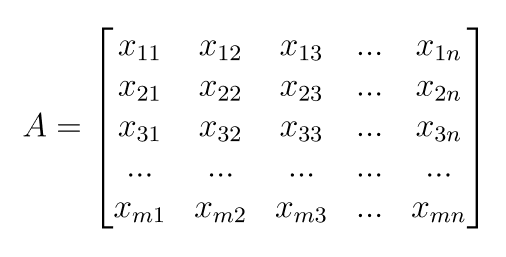 x₁₁ x₁₂ x₁₃ ... x₁ₙ
x₂₁ x₂₂ x₂₃ ... x₂ₙ
A = x₃₁ x₃₂ x₃₃ ... x₃ₙ
... ... ... ... ...
xₘ₁ xₘ₂ xₘ₃ ... xₘₙ